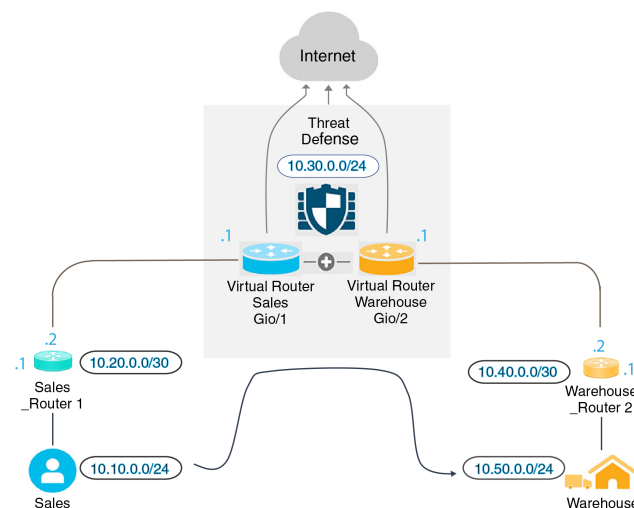 Internet
Threat
Defense
10.30.0.0/24
.1
.1
Virtual Router
Sales
Gio/1
Virtual Router
Warehouse
Gio/2
.2
.1
10.20.0.0/30
Sales
_Router 1
10.40.0.0/30
.2
.1
Warehouse
_Router 2
10.10.0.0/24
Sales
10.50.0.0/24
Warehouse